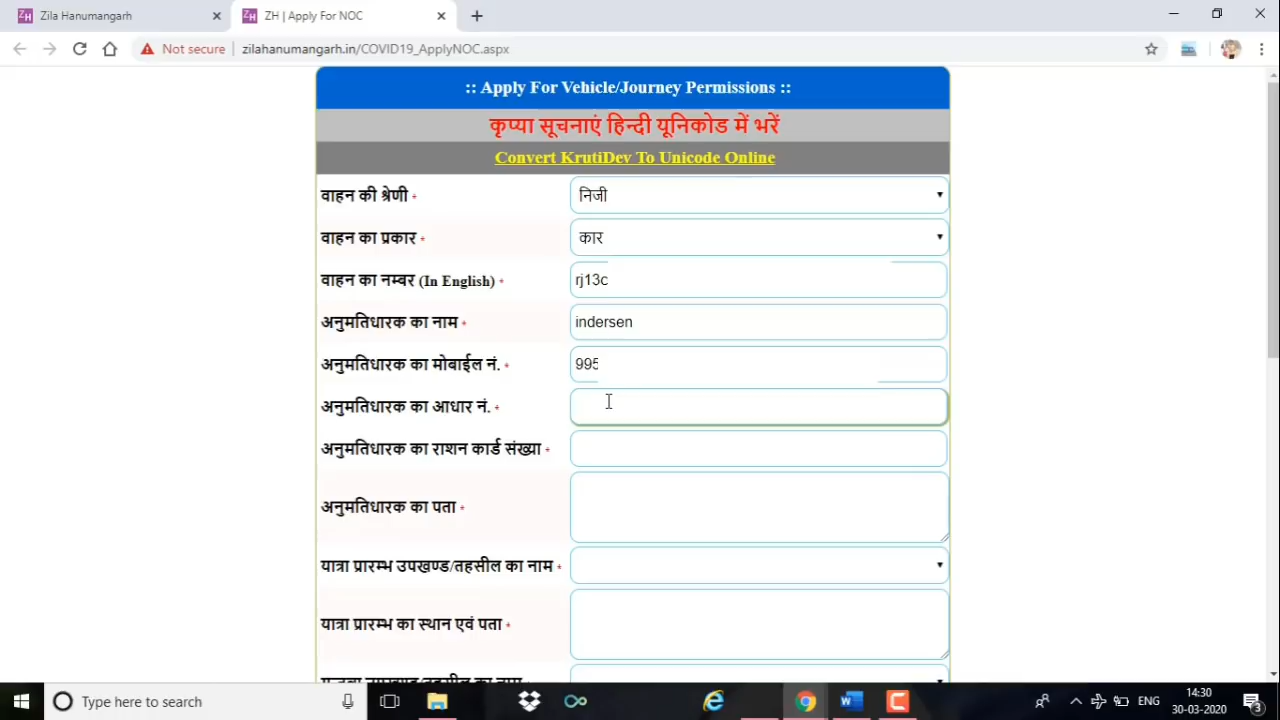 Zila Hanumangarh
ZH | Apply For NOC
Not secure
zilahanumangarh.in/COVID19_ApplyNOC.aspx
:: Apply For Vehicle/Journey Permissions ::
कृप्या सूचनाएं हिन्दी यूनिकोड में भरें
Convert KrutiDev To Unicode Online
वाहन की श्रेणी *
निजी
वाहन का प्रकार *
कार
वाहन का नम्बर (In English) *
rj13c
अनुमतिधारक का नाम *
indersen
अनुमतिधारक का मोबाईल नं. *
995
अनुमतिधारक का आधार नं. *
अनुमतिधारक का राशन कार्ड संख्या *
अनुमतिधारक का पता *
यात्रा प्रारम्भ उपखण्ड/तहसील का नाम *
यात्रा प्रारम्भ का स्थान एवं पता *
Type here to search
ENG
14:30
30-03-2020
3